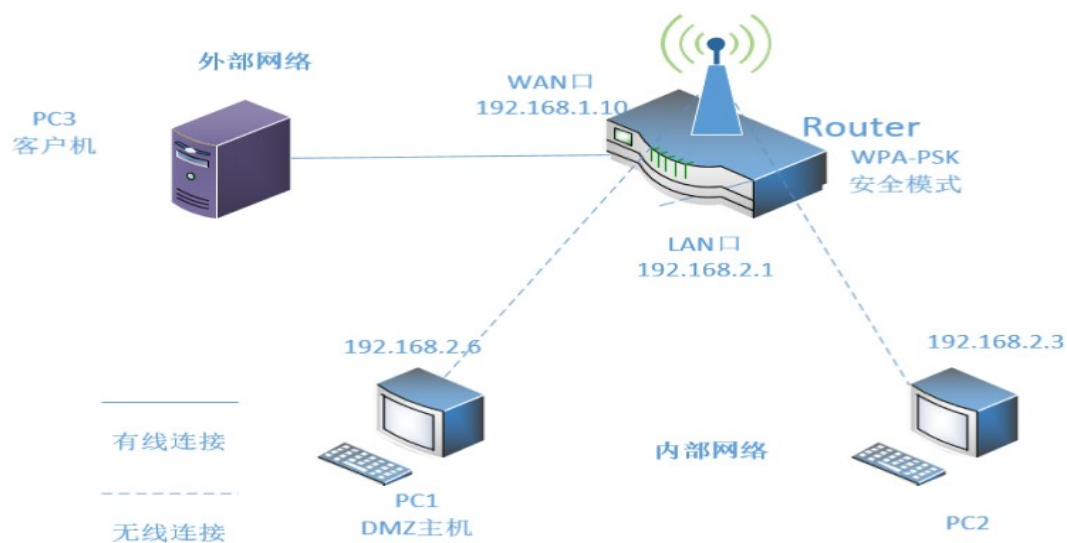 外部网络
PC3
客户机
WAN口
192.168.1.10
Router
WPA-PSK
安全模式
LAN口
192.168.2.1
192.168.2.6
192.168.2.3
有线连接
内部网络
PC1
DMZ主机
PC2
无线连接